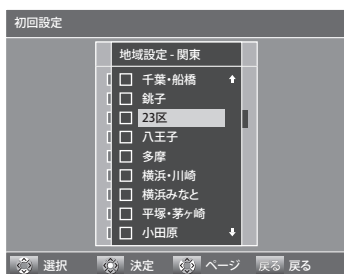 初回設定
地域設定 - 関東
千葉・船橋
銚子
23区
八王子
多摩
横浜・川崎
横浜みなと
平塚・茅ヶ崎
小田原
選択 決定 ページ 戻る 戻る